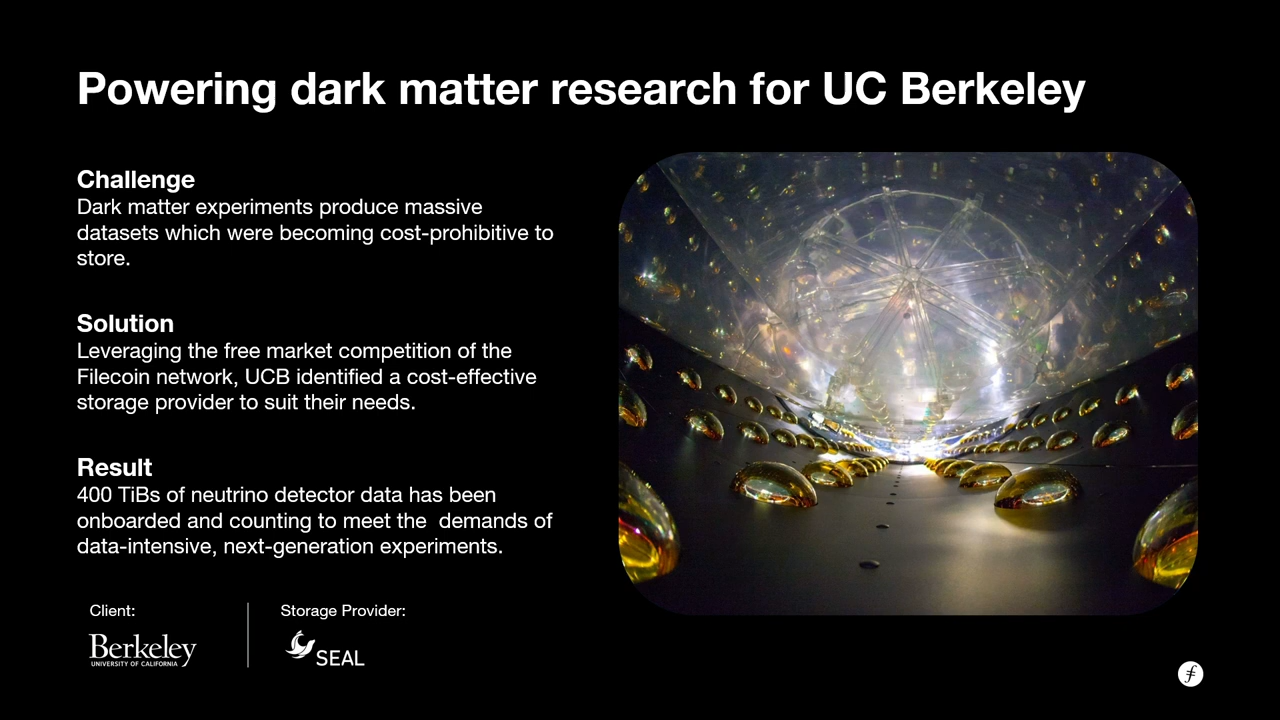 Powering dark matter research for UC Berkeley
Challenge
Dark matter experiments produce massive
datasets which were becoming cost-prohibitive to
store.
Solution
Leveraging the free market competition of the
Filecoin network, UCB identified a cost-effective
storage provider to suit their needs.
Result
400 TiBs of neutrino detector data has been
onboarded and counting to meet the  demands of
data-intensive, next-generation experiments.
Client:
Berkeley
UNIVERSITY OF CALIFORNIA
Storage Provider:
SEAL